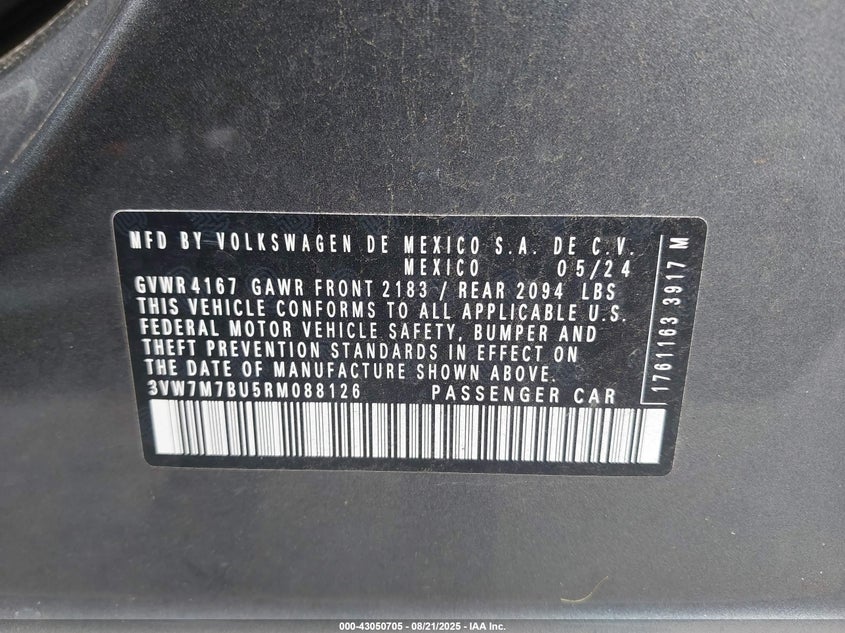 MFD BY VOLKSWAGEN DE MEXICO S.A. DE C.V.
MEXICO 05/24
GVWR 4167 GAWR FRONT 2183 / REAR 2094 LBS
THIS VEHICLE CONFORMS TO ALL APPLICABLE U.S.
FEDERAL MOTOR VEHICLE SAFETY, BUMPER AND
THEFT PREVENTION STANDARDS IN EFFECT ON
THE DATE OF MANUFACTURE SHOWN ABOVE.
3VW7M7BU5RM088126 PASSENGER CAR
1761163 3917 M
000-43050705 - 08/21/2025 - IAA Inc.